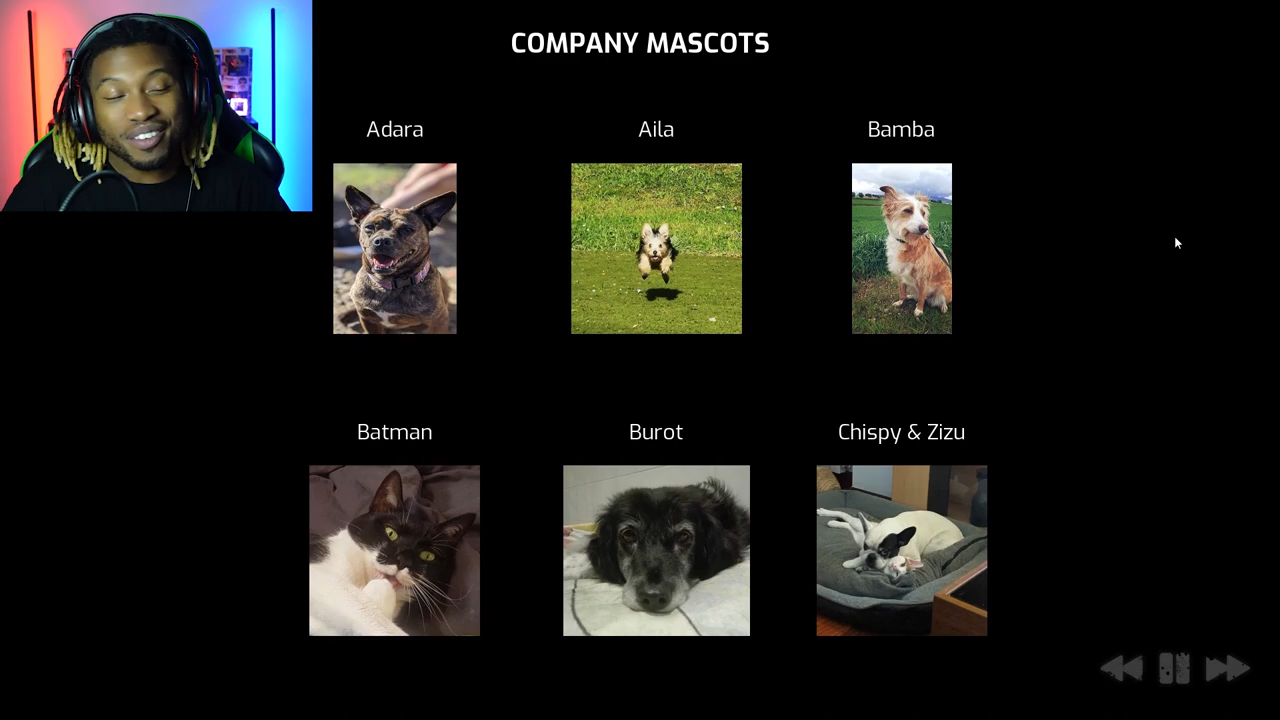 COMPANY MASCOTS
Adara
Aila
Bamba
Batman
Burot
Chispy & Zizu